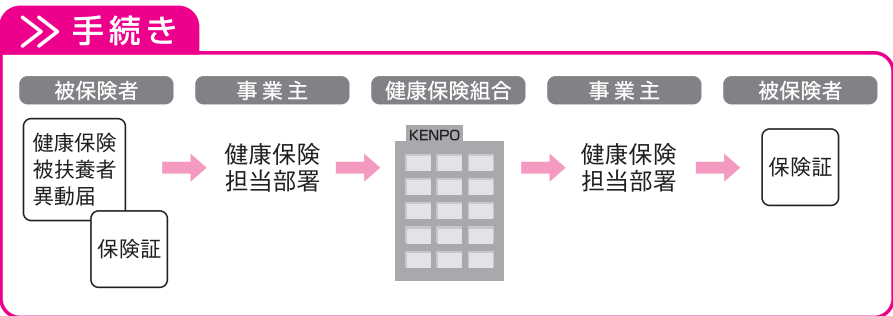 手続き
被保険者
事業主
健康保険組合
事業主
被保険者
健康保険
被扶養者
異動届
保険証
健康保険
担当部署
KENPO
健康保険
担当部署
保険証